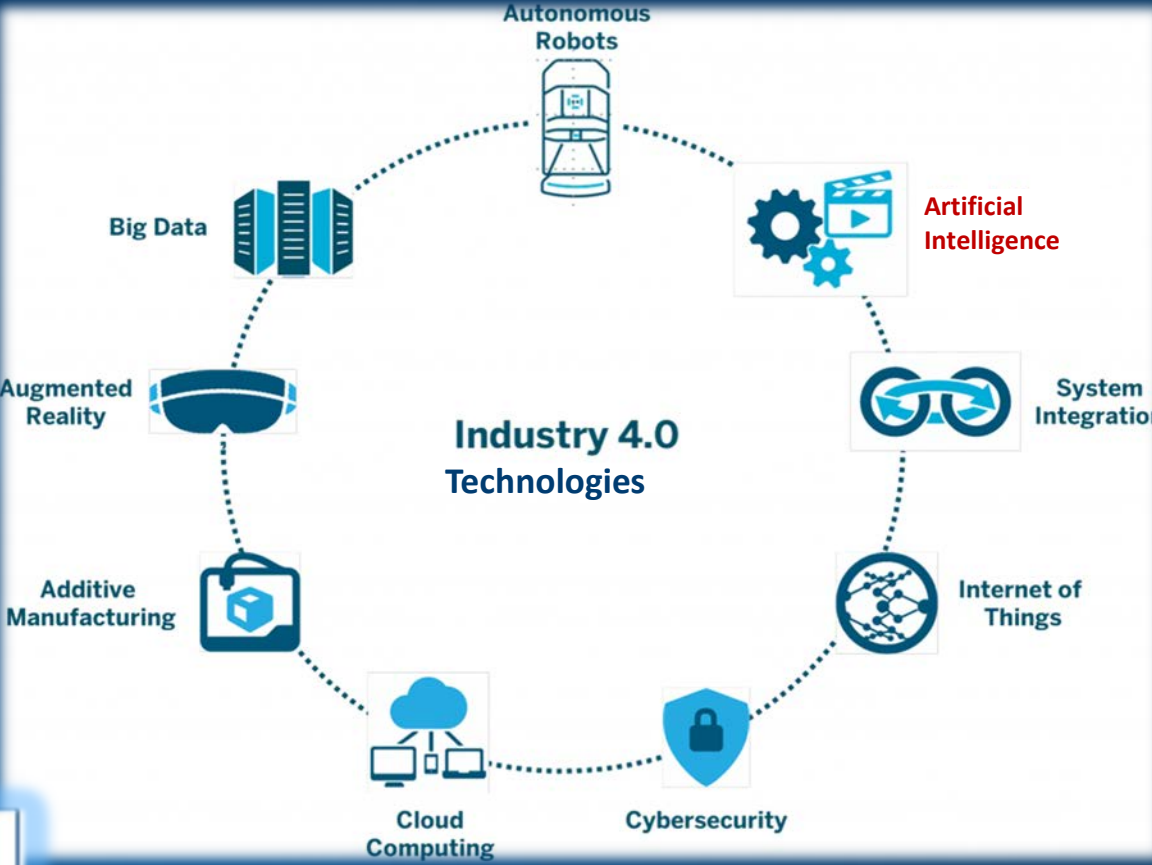 Autonomous
Robots
Artificial
Intelligence
System
Integration
Internet of
Things
Cybersecurity
Cloud
Computing
Additive
Manufacturing
Augmented
Reality
Big Data
Industry 4.0
Technologies